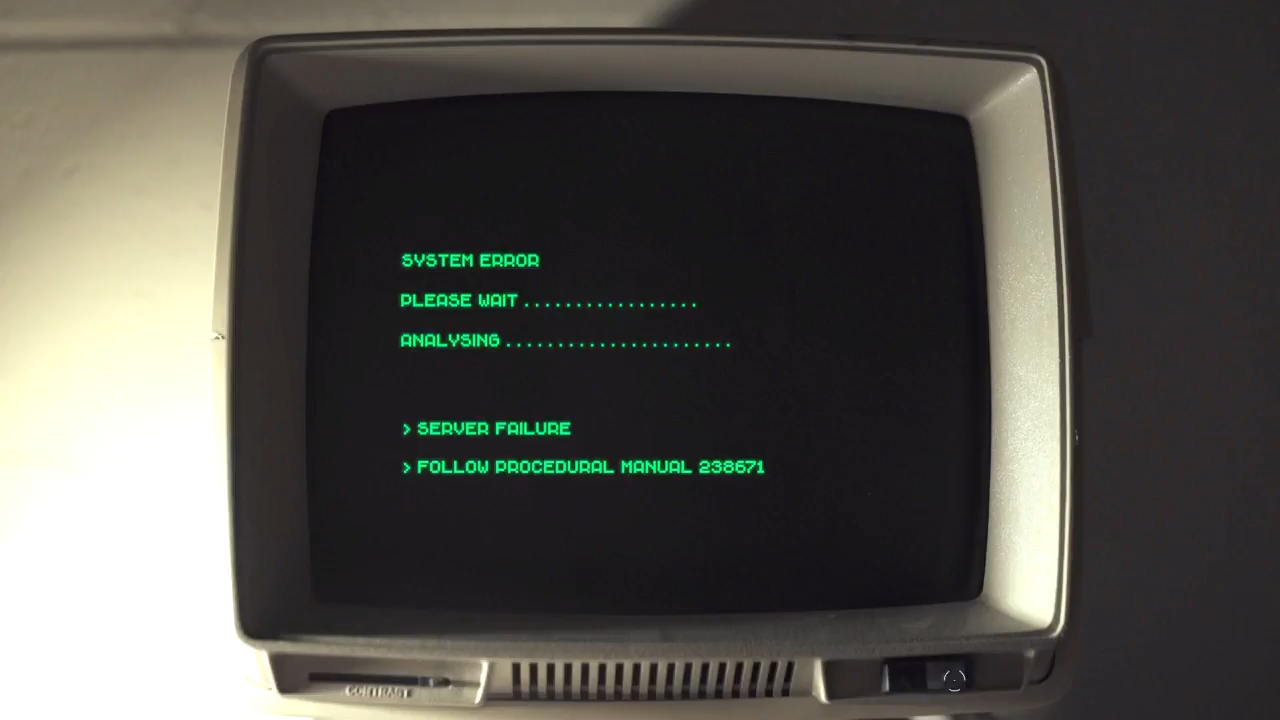 SYSTEM ERROR
PLEASE WAIT .................
ANALYSING ......................
> SERVER FAILURE
> FOLLOW PROCEDURAL MANUAL 238671
CONTRAST